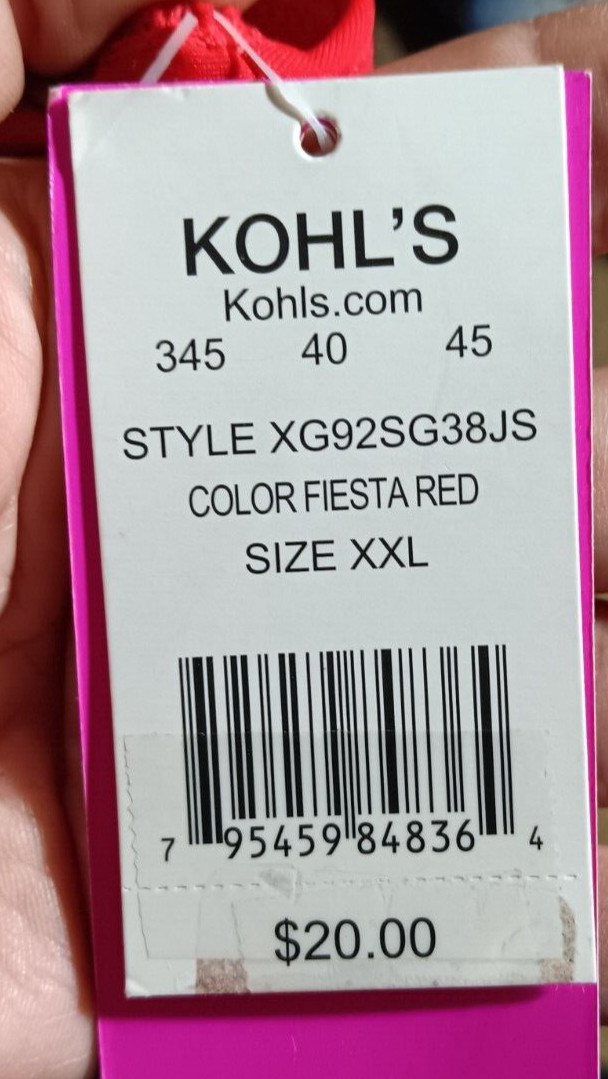 KOHL'S
Kohls.com
345 40 45
STYLE XG92SG38JS
COLOR FIESTA RED
SIZE XXL
7 95459 84836 4
$20.00